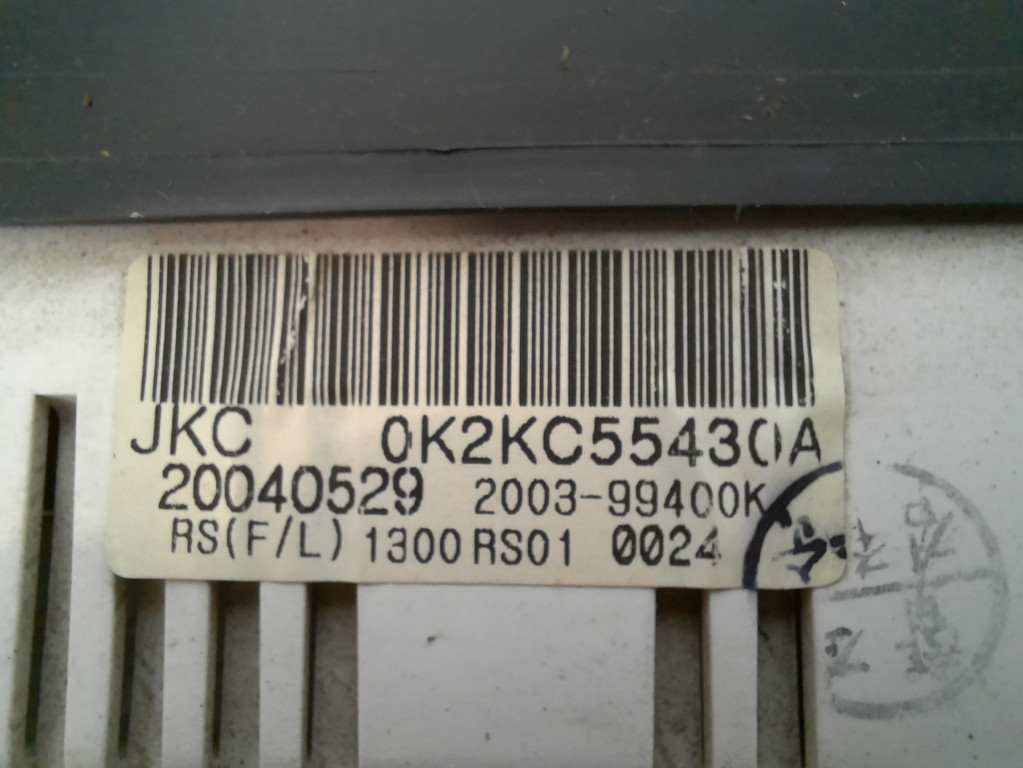 JKC 0K2KC55430A
20040529 2003-99400K
RS(F/L) 1300 RS01 0024